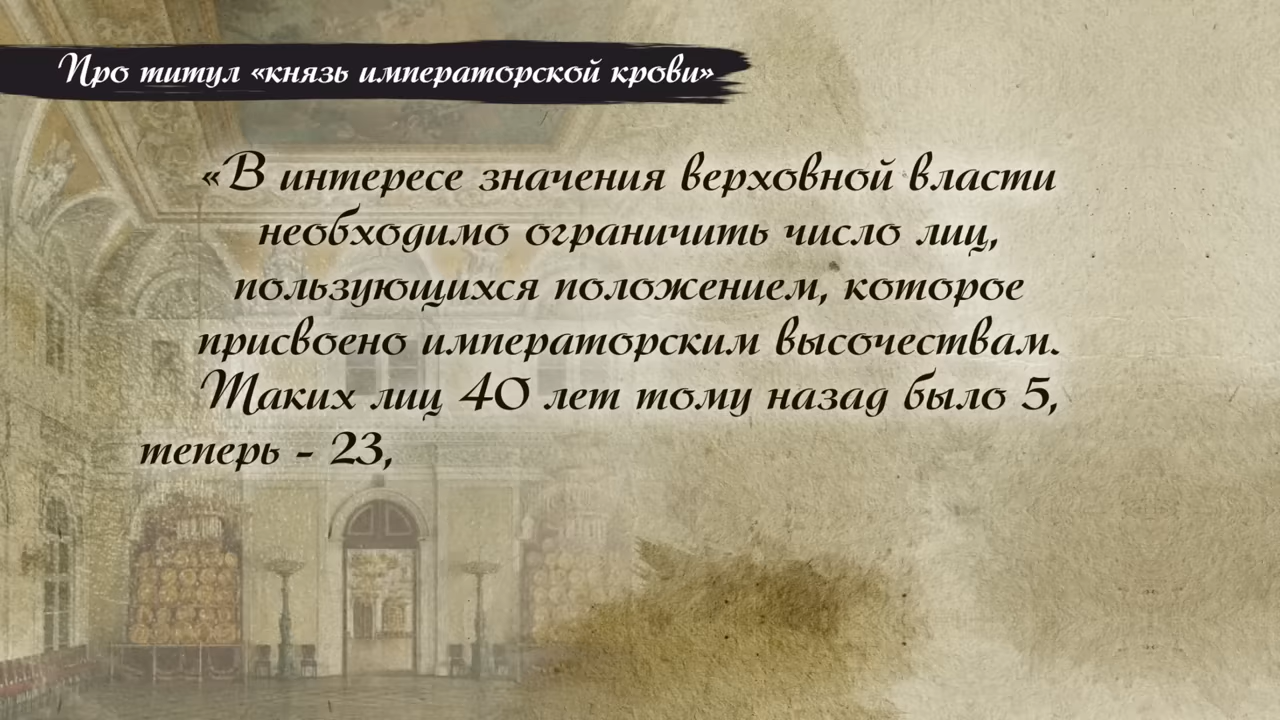 Про титул «князь императорской крови»
«В интересе значения верховной власти
необходимо ограничить число лиц,
пользующихся положением, которое
присвоено императорским высочествам.
Таких лиц 40 лет тому назад было 5,
теперь - 23,